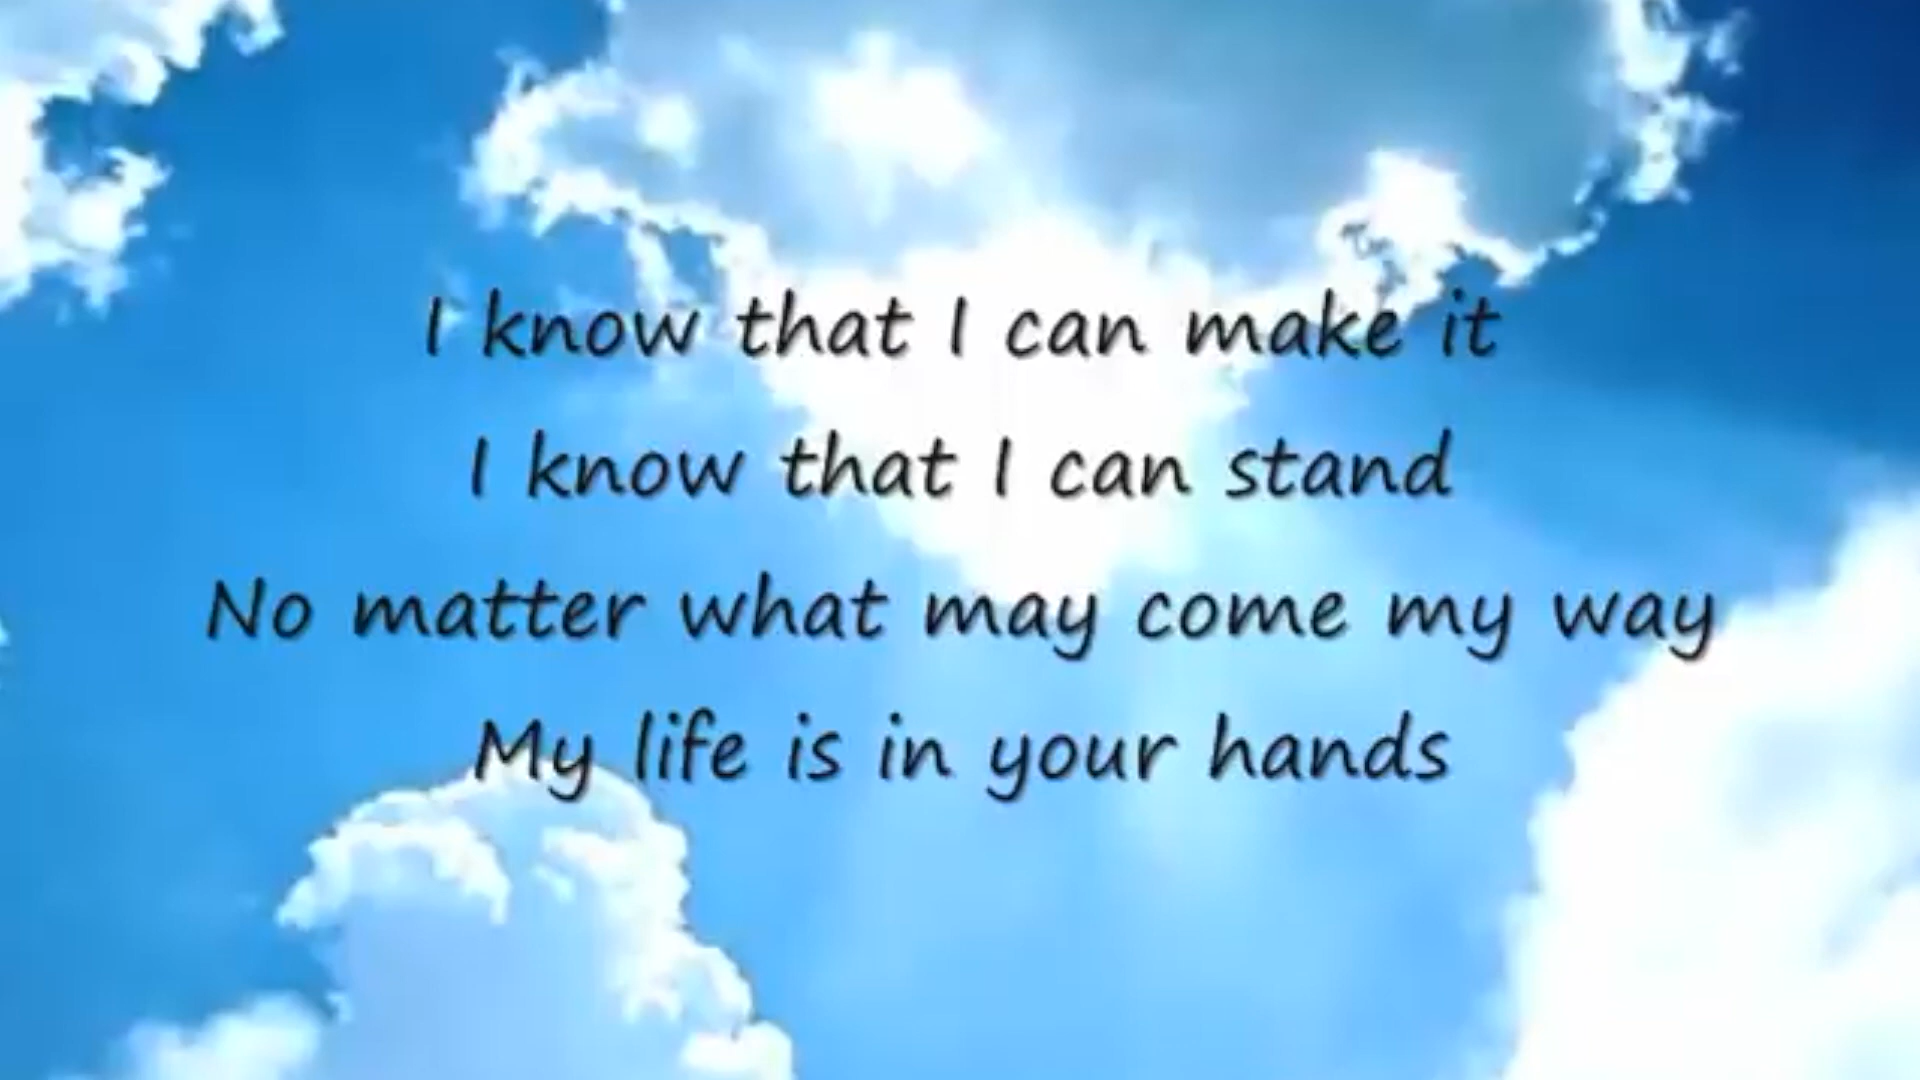 I know that I can make it
I know that I can stand
No matter what may come my way
My life is in your hands